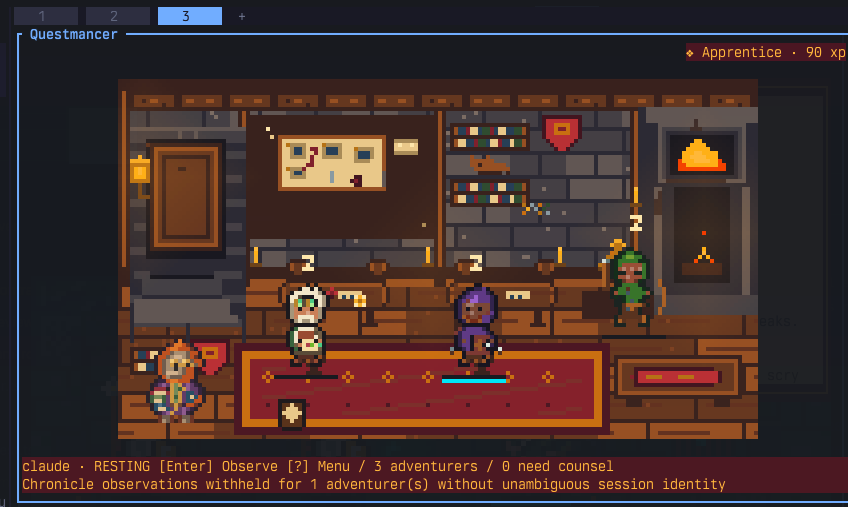 1 2 3 +
Questmancer
❖ Apprentice · 90 xp
claude · RESTING [Enter] Observe [?] Menu / 3 adventurers / 0 need counsel
Chronicle observations withheld for 1 adventurer(s) without unambiguous session identity